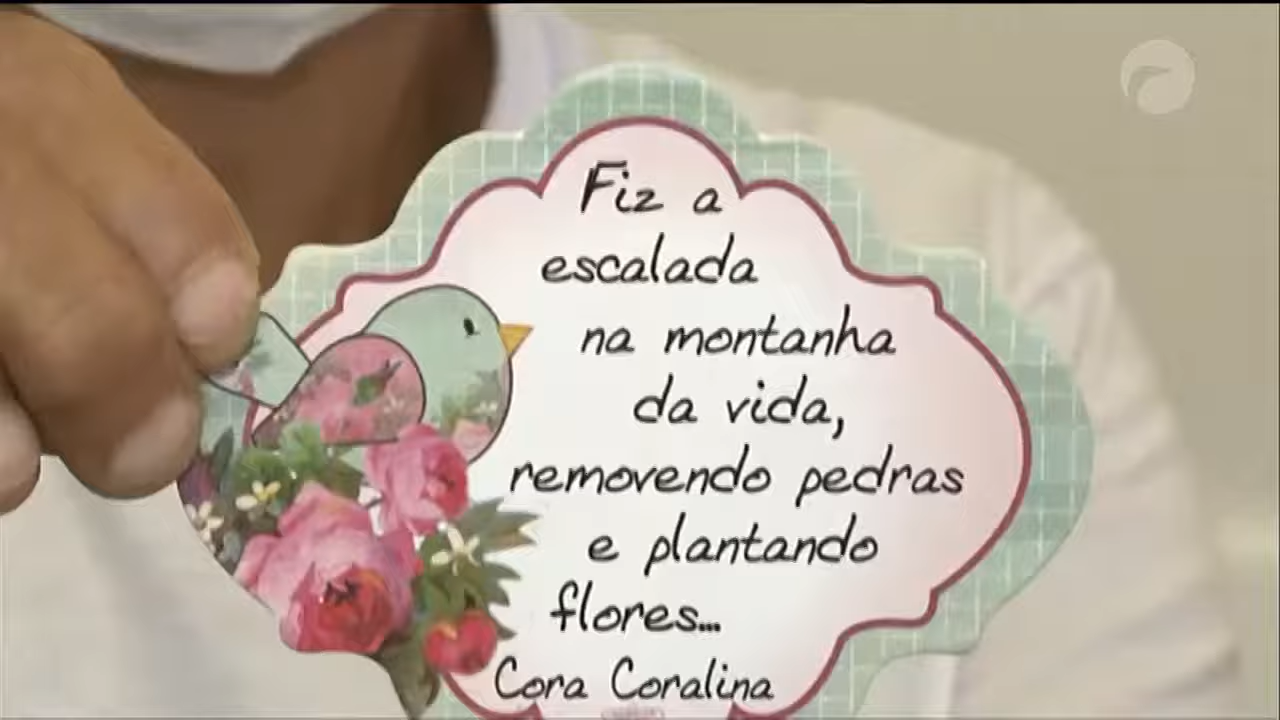 Fiz a
escalada
na montanha
da vida,
removendo pedras
e plantando
flores...
Cora Coralina